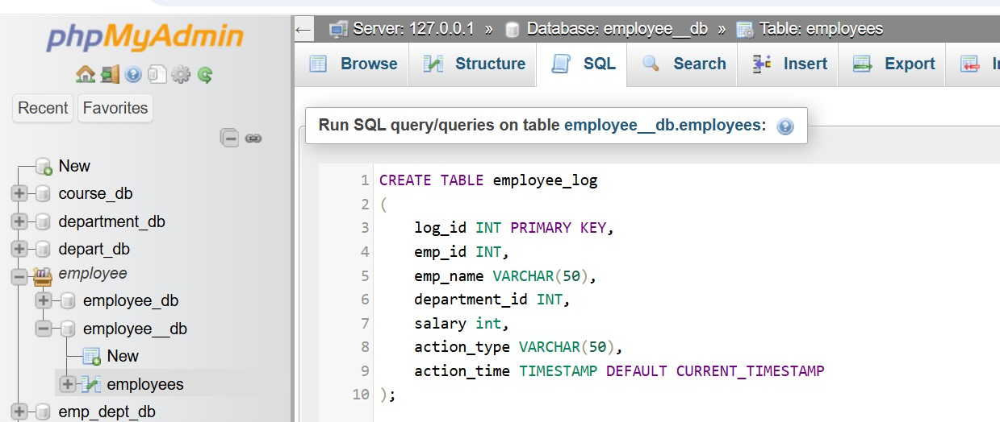 phpMyAdmin
Recent Favorites
New
course_db
department_db
depart_db
employee
employee_db
employee__db
New
employees
emp_dept_db
← Server: 127.0.0.1 » Database: employee__db » Table: employees
Browse Structure SQL Search Insert Export
Run SQL query/queries on table employee__db.employees:
1 CREATE TABLE employee_log
2 (
3 log_id INT PRIMARY KEY,
4 emp_id INT,
5 emp_name VARCHAR(50),
6 department_id INT,
7 salary int,
8 action_type VARCHAR(50),
9 action_time TIMESTAMP DEFAULT CURRENT_TIMESTAMP
10 );